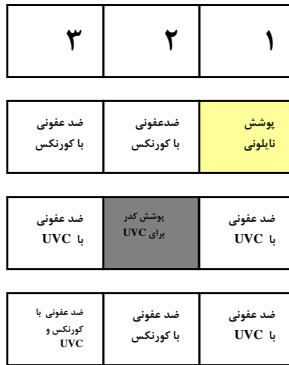 ۱ ۲ ۳
پوشش ضدعفونی ضد عفونی
نایلونی با کورنکس با کورنکس
ضد عفونی پوشش کدر ضد عفونی
با UVC برای UVC با UVC
ضد عفونی ضد عفونی ضد عفونی با
با UVC با کورنکس کورنکس و
UVC